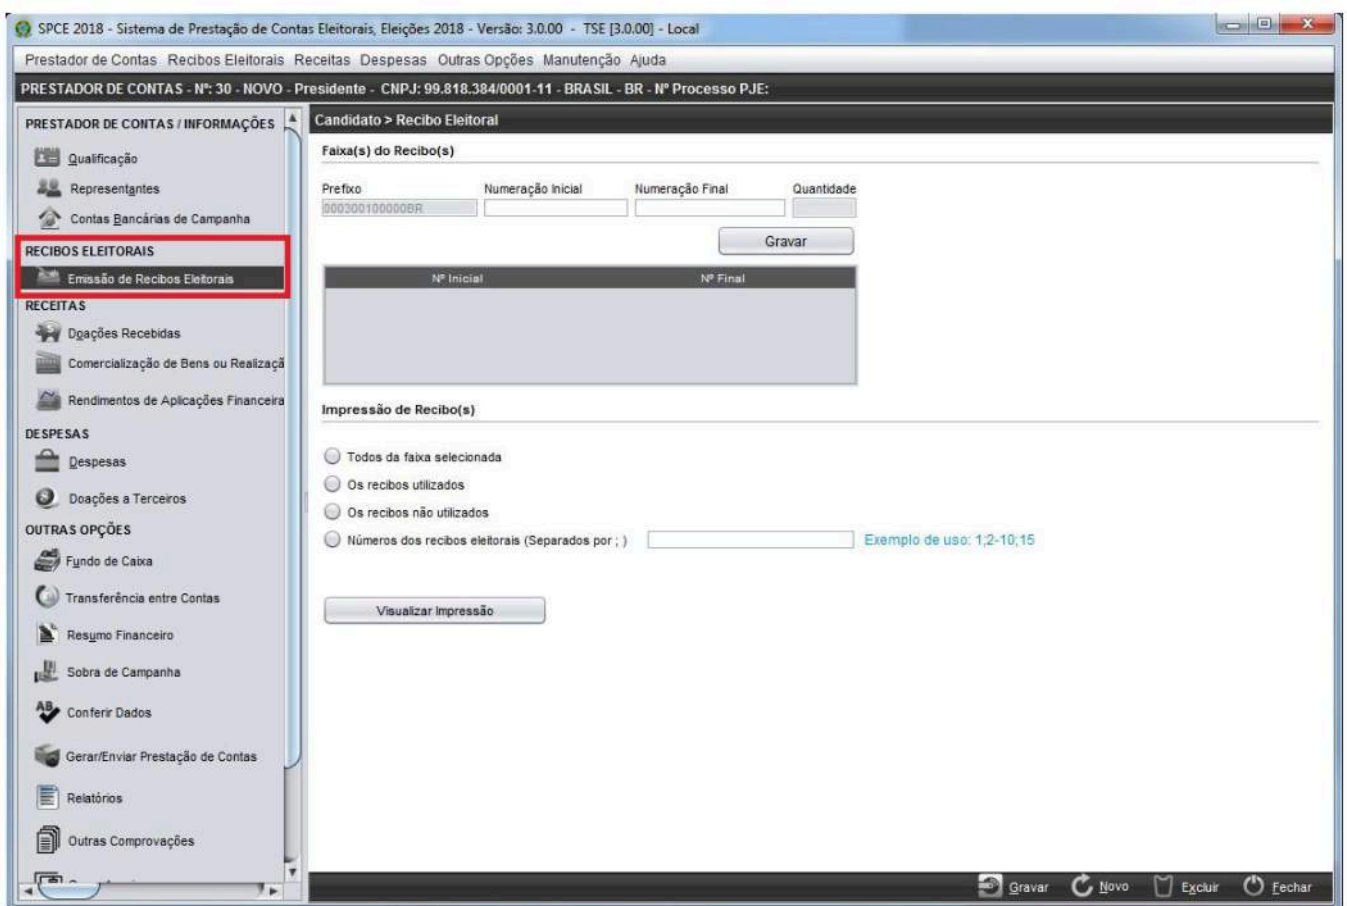 SPCE 2018 - Sistema de Prestação de Contas Eleitorais, Eleições 2018 - Versão: 3.0.00 - TSE [3.0.00] - Local
Prestador de Contas Recibos Eleitorais Receitas Despesas Outras Opções Manutenção Ajuda
PRESTADOR DE CONTAS - Nº: 30 - NOVO - Presidente - CNPJ: 99.818.384/0001-11 - BRASIL - BR - Nº Processo PJE:
PRESTADOR DE CONTAS / INFORMAÇÕES
Qualificação
Representantes
Contas Bancárias de Campanha
RECIBOS ELEITORAIS
Emissão de Recibos Eleitorais
RECEITAS
Doações Recebidas
Comercialização de Bens ou Realizaçã
Rendimentos de Aplicações Financeira
DESPESAS
Despesas
Doações a Terceiros
OUTRAS OPÇÕES
Fundo de Caixa
Transferência entre Contas
Resumo Financeiro
Sobra de Campanha
Conferir Dados
Gerar/Enviar Prestação de Contas
Relatórios
Outras Comprovações
Candidato > Recibo Eleitoral
Faixa(s) do Recibo(s)
Prefixo Numeração Inicial Numeração Final Quantidade
000300100000BR
Gravar
Nº Inicial Nº Final
Impressão de Recibo(s)
Todos da faixa selecionada
Os recibos utilizados
Os recibos não utilizados
Números dos recibos eleitorais (Separados por ; ) Exemplo de uso: 1;2-10;15
Visualizar Impressão
Gravar Novo Excluir Fechar